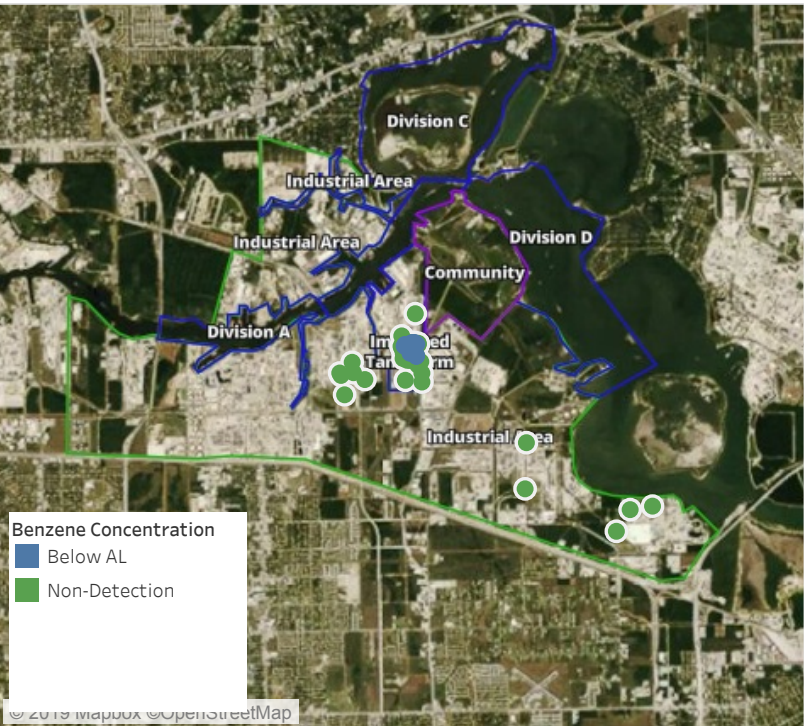 Division C
Industrial Area
Industrial Area
Division D
Community
Division A
Industrial Area
Benzene Concentration
Below AL
Non-Detection
© 2019 Mapbox ©OpenStreetMap